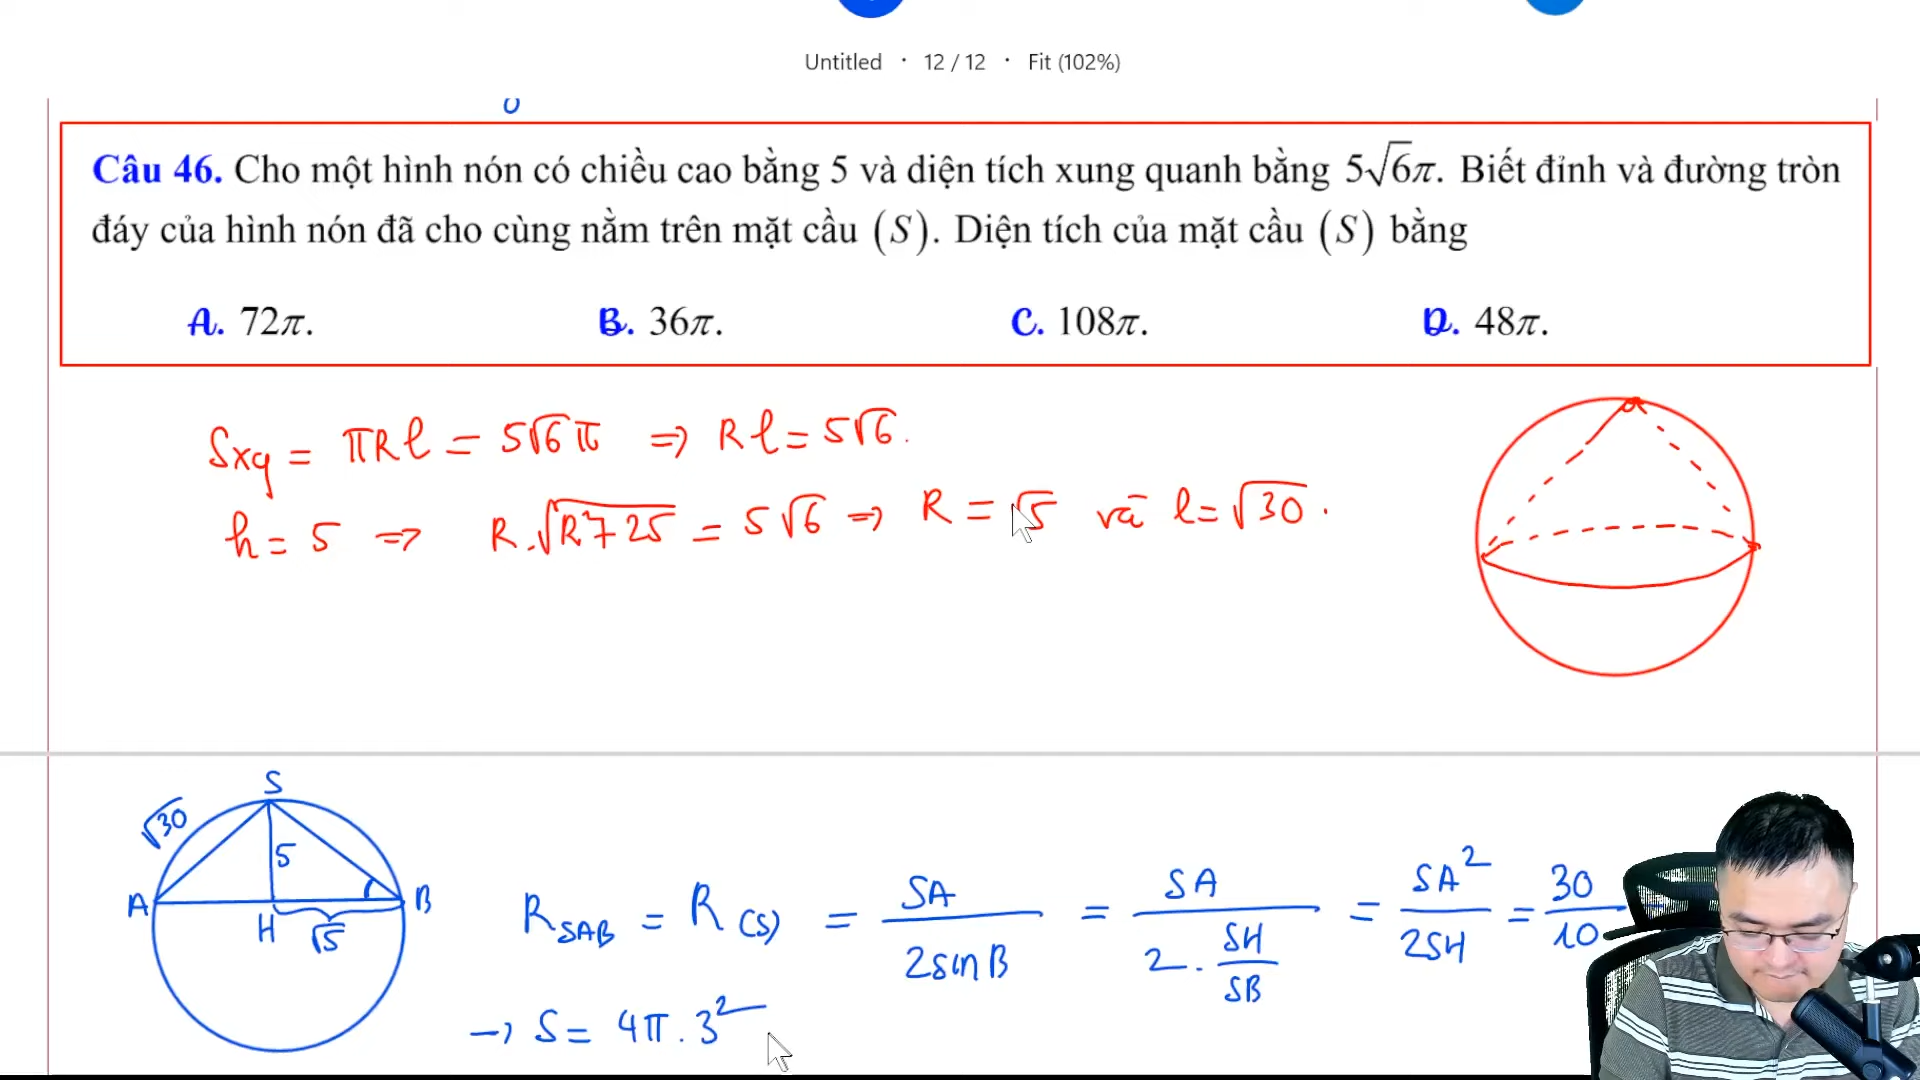 Untitled · 12 / 12 · Fit (102%)
Câu 46. Cho một hình nón có chiều cao bằng 5 và diện tích xung quanh bằng 5√6π. Biết đỉnh và đường tròn
đáy của hình nón đã cho cùng nằm trên mặt cầu (S). Diện tích của mặt cầu (S) bằng
A. 72π. B. 36π. C. 108π. D. 48π.
Sxq = πRl = 5√6π ⇒ Rl = 5√6.
h = 5 ⇒ R.√(R²+25) = 5√6 ⇒ R = √5 và l = √30.
S
√30
5
A H B
√5
R_SAB = R_(S) = SA/(2sinB) = SA/(2.(SH/SB)) = SA²/(2SH) = 30/10
→ S = 4π.3²